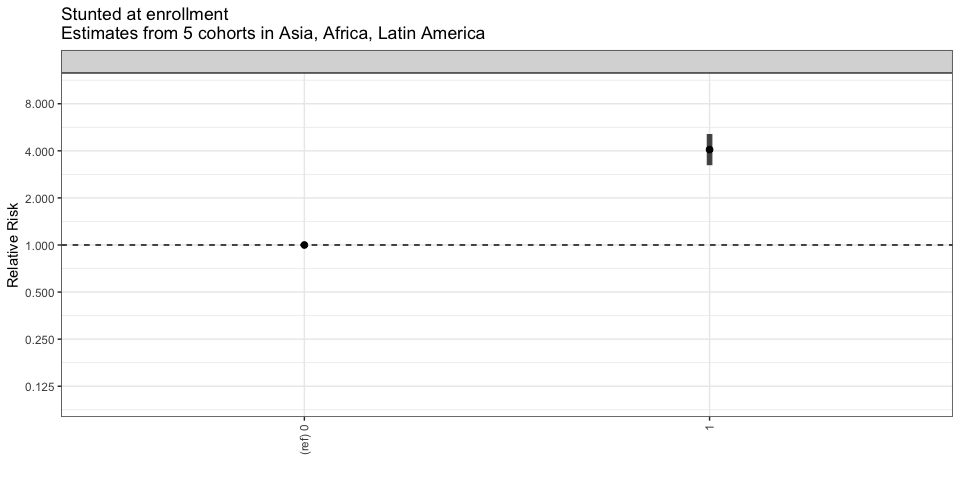 Stunted at enrollment
Estimates from 5 cohorts in Asia, Africa, Latin America
Relative Risk
8.000
4.000
2.000
1.000
0.500
0.250
0.125
(ref) 0
1